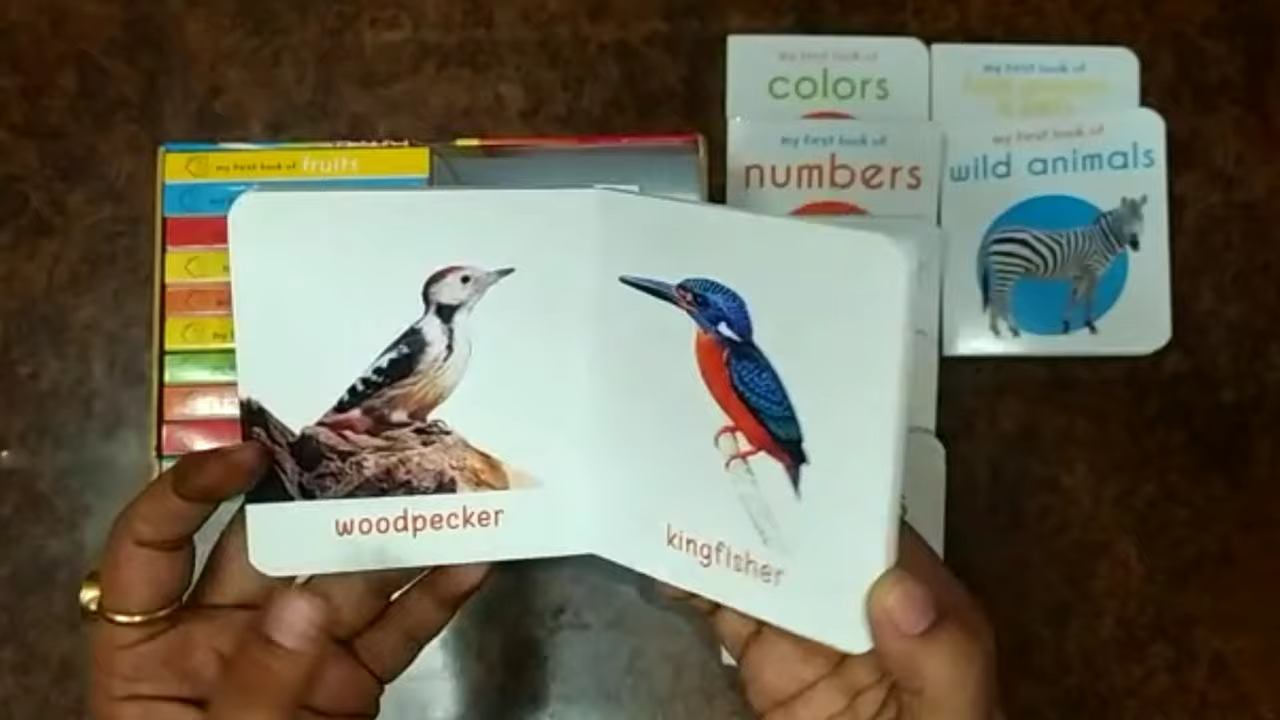 my first book of
colors
my first book of
my first book of
numbers
my first book of
wild animals
my first book of fruits
woodpecker
kingfisher